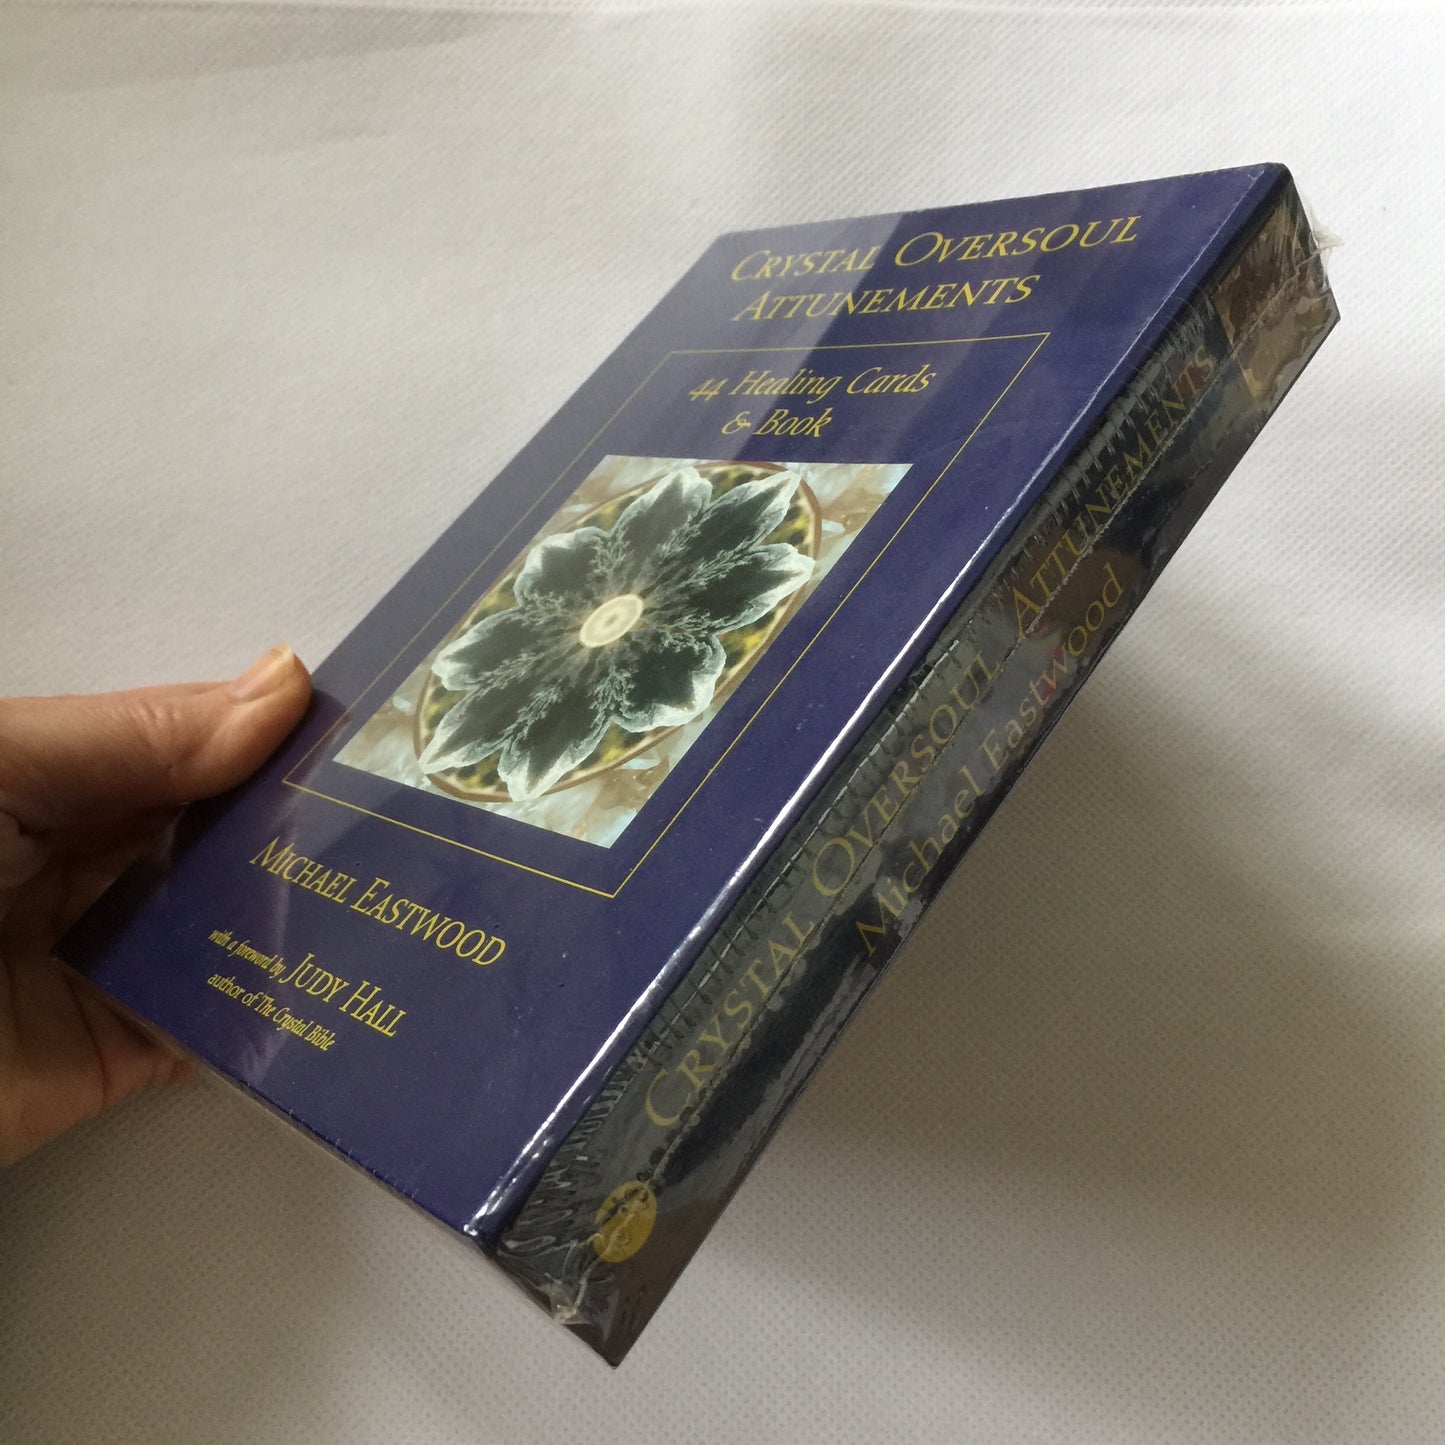 CRYSTAL OVERSOUL
ATTUNEMENTS
44 Healing Cards
& Book
MICHAEL EASTWOOD
with a foreword by JUDY HALL
author of The Crystal Bible
CRYSTAL OVERSOUL ATTUNEMENTS
Michael Eastwood